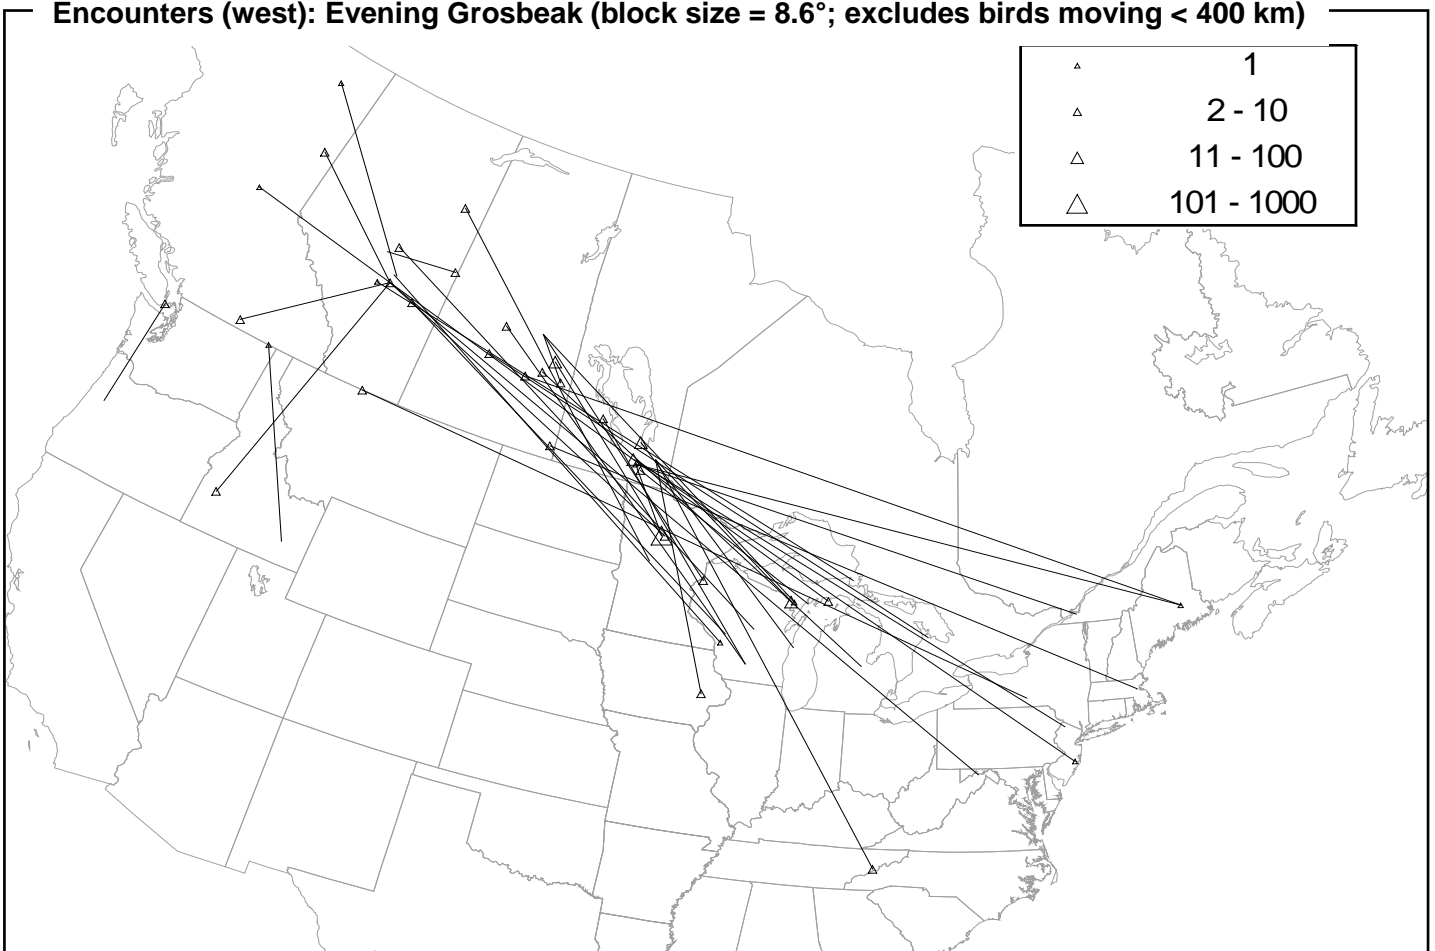 Encounters (west): Evening Grosbeak (block size = 8.6°; excludes birds moving < 400 km)
1
2 - 10
11 - 100
101 - 1000